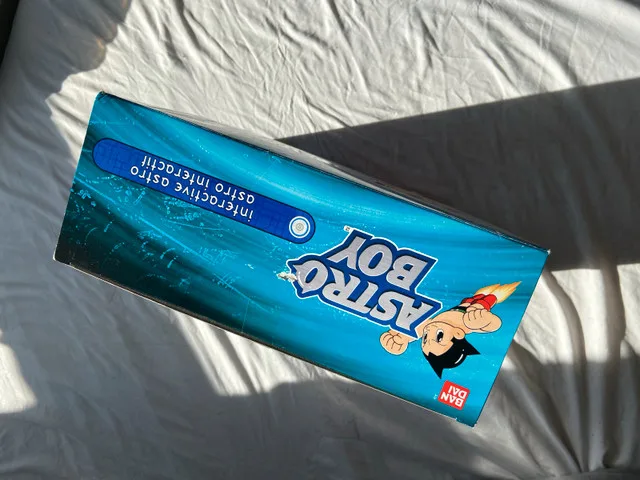 BAN
DAI
ASTRO
BOY
interactive astro
astro interactif